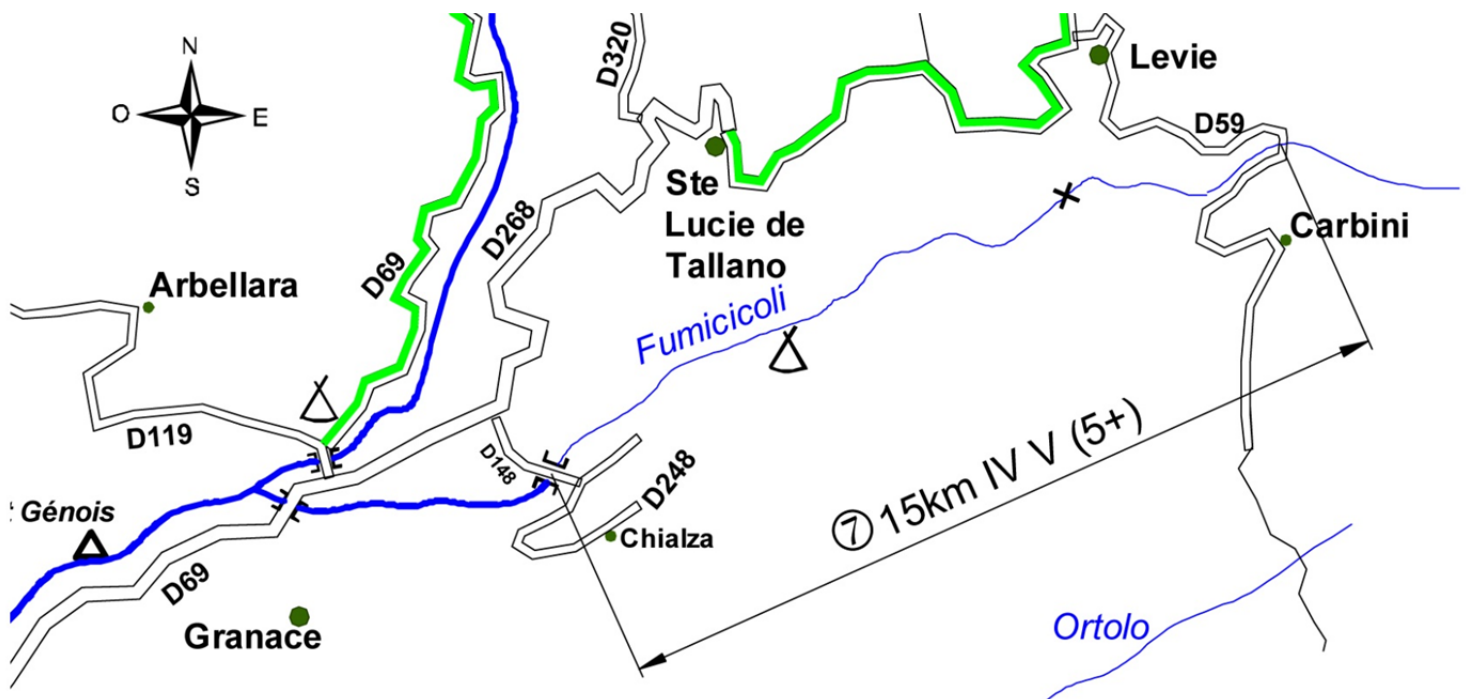 N
O
E
S
D320
Levie
D59
Ste
Lucie de
Tallano
Carbini
D268
D69
Arbellara
Fumicicoli
D119
D148
D248
⑦ 15km IV V (5+)
t Génois
Chialza
D69
Granace
Ortolo